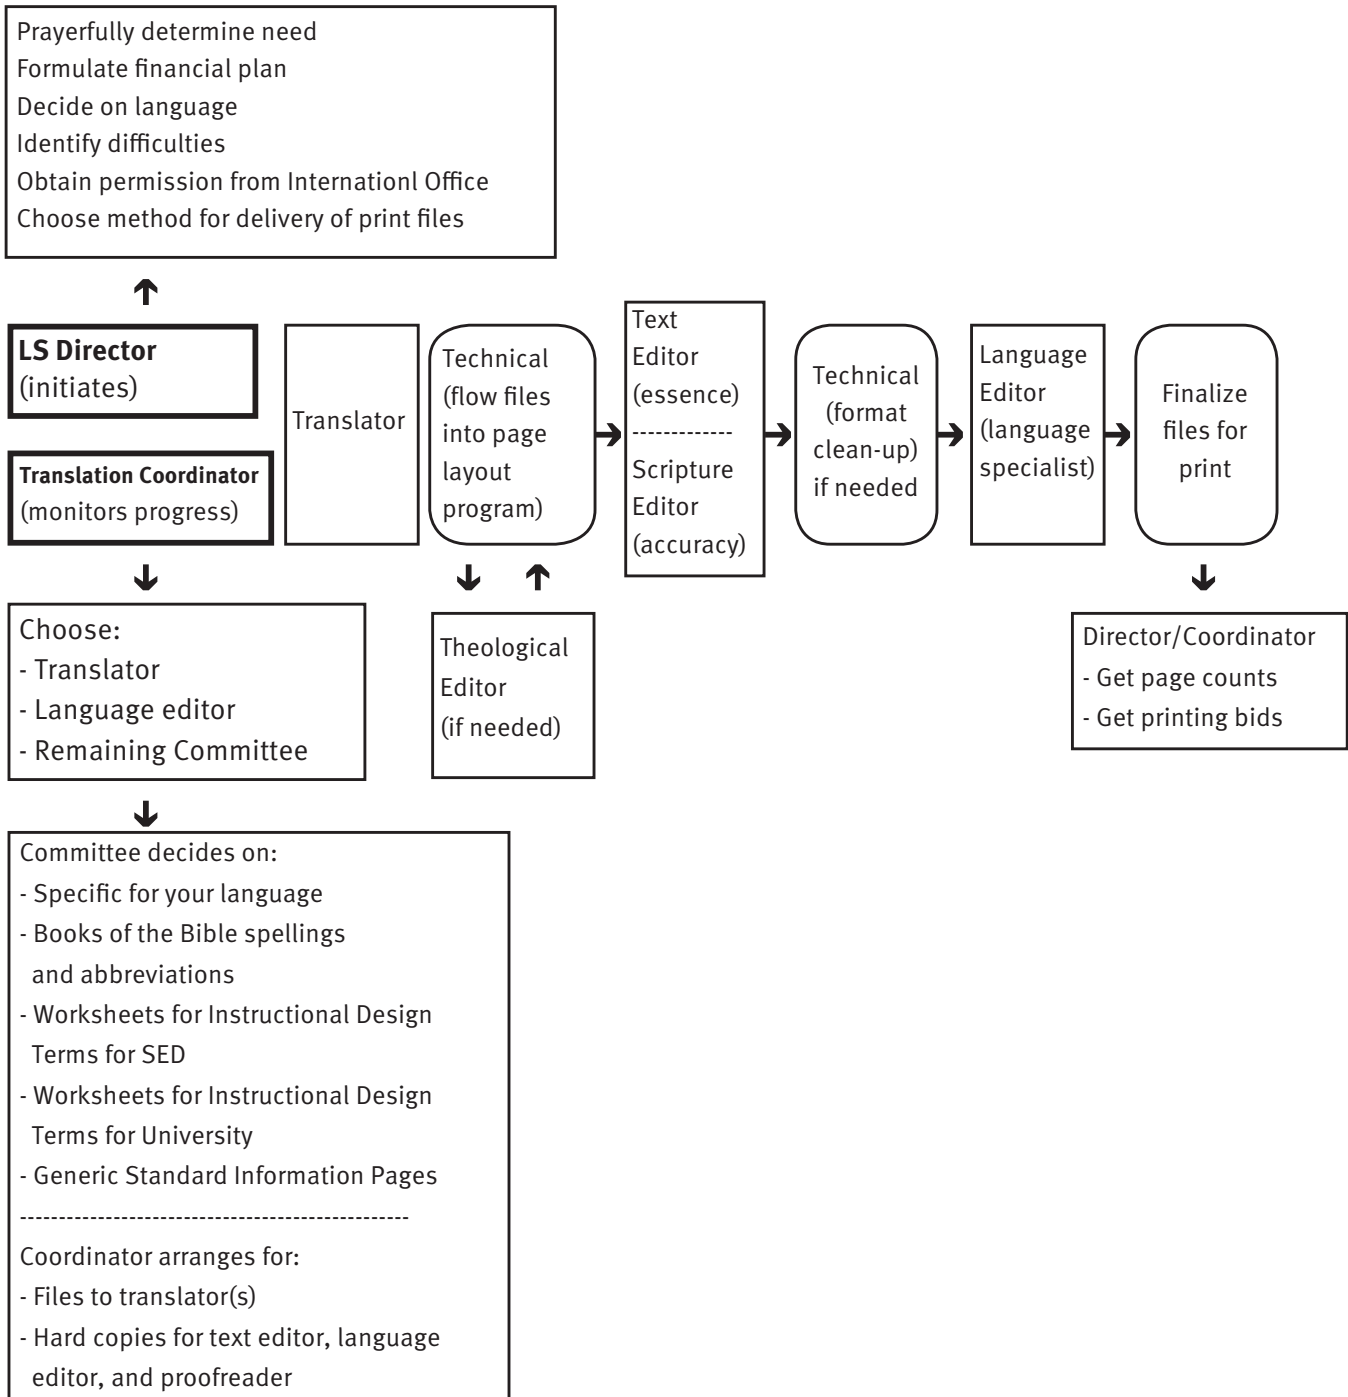 Prayerfully determine need
Formulate financial plan
Decide on language
Identify difficulties
Obtain permission from Internationl Office
Choose method for delivery of print files
LS Director
(initiates)
Translation Coordinator
(monitors progress)
Translator
Technical
(flow files
into page
layout
program)
Text
Editor
(essence)
-------------
Scripture
Editor
(accuracy)
Technical
(format
clean-up)
if needed
Language
Editor
(language
specialist)
Finalize
files for
print
Choose:
- Translator
- Language editor
- Remaining Committee
Theological
Editor
(if needed)
Director/Coordinator
- Get page counts
- Get printing bids
Committee decides on:
- Specific for your language
- Books of the Bible spellings
and abbreviations
- Worksheets for Instructional Design
Terms for SED
- Worksheets for Instructional Design
Terms for University
- Generic Standard Information Pages
--------------------------------------------------
Coordinator arranges for:
- Files to translator(s)
- Hard copies for text editor, language
editor, and proofreader